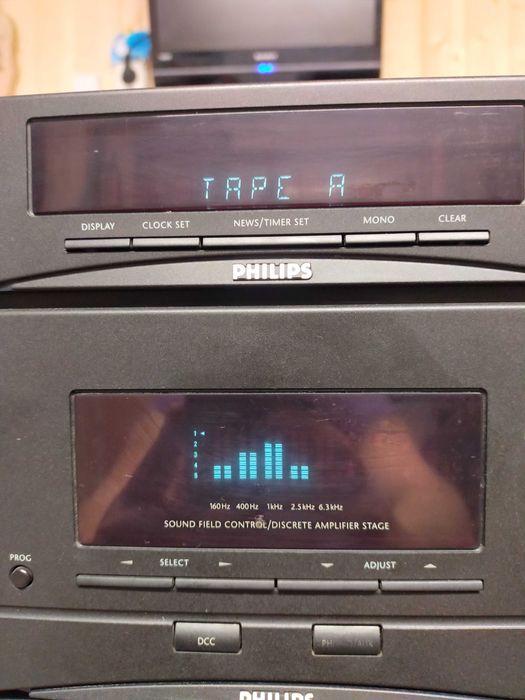 TAPE A
DISPLAY CLOCK SET NEWS/TIMER SET MONO CLEAR
PHILIPS
1
2
3
4
5
160Hz 400Hz 1kHz 2.5kHz 6.3kHz
SOUND FIELD CONTROL/DISCRETE AMPLIFIER STAGE
PROG
SELECT ADJUST
DCC
PHILIPS